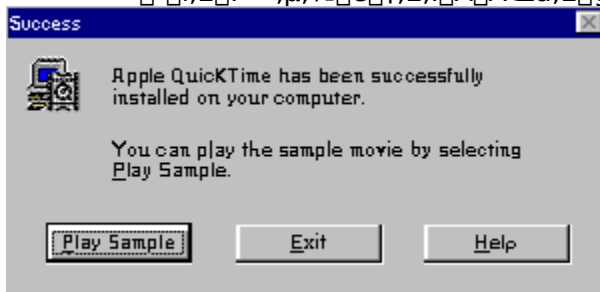 Success
Apple QuicKTime has been successfully
installed on your computer.
You can play the sample movie by selecting
Play Sample.
Play Sample
Exit
Help